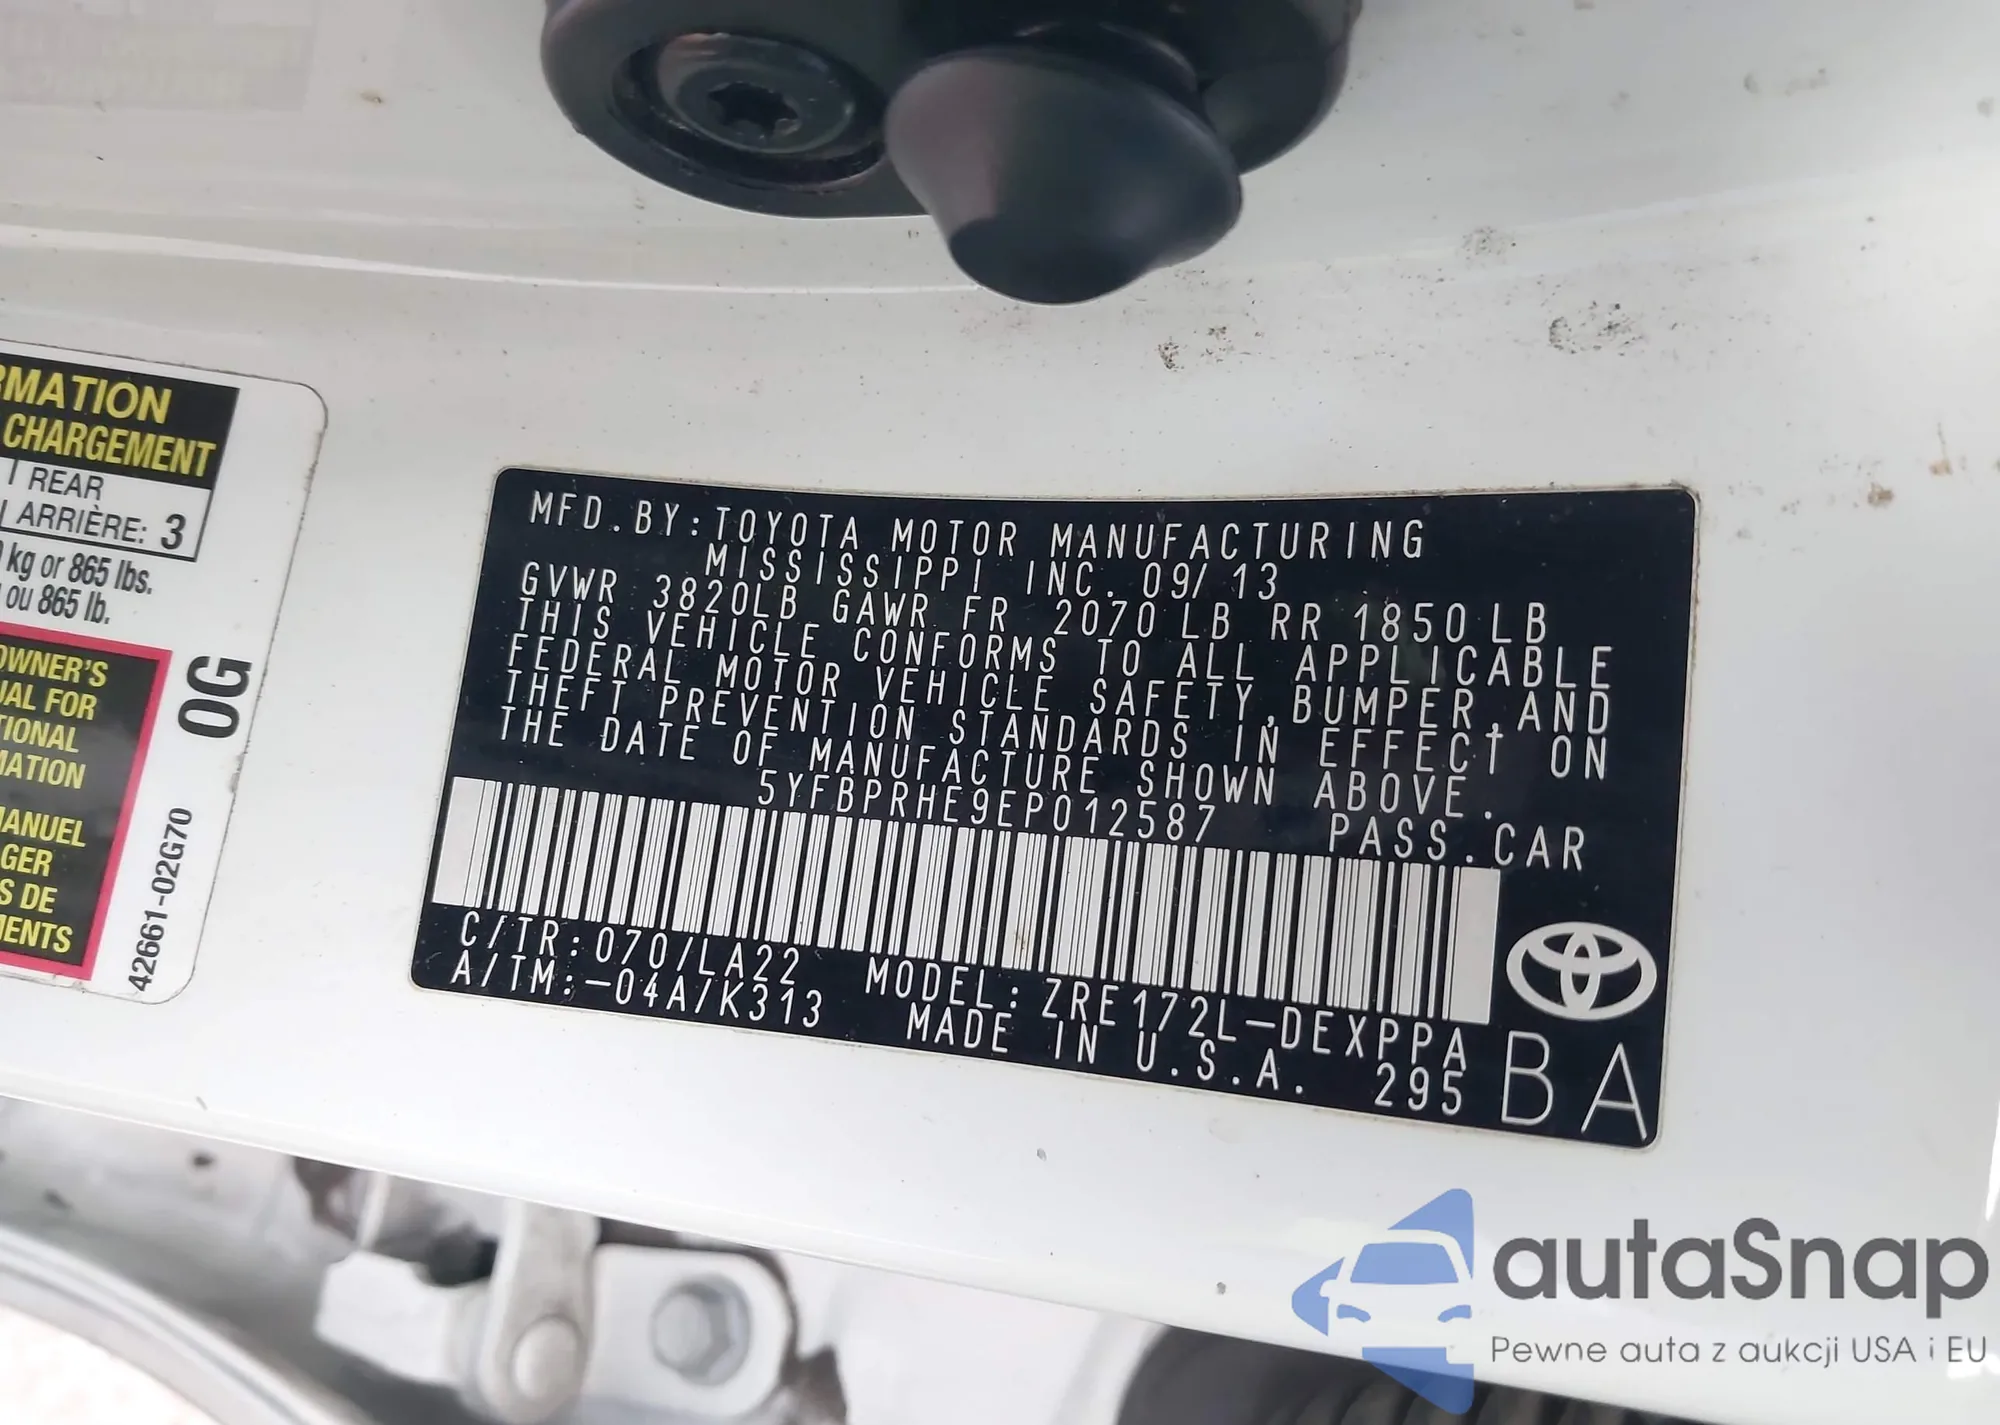 RMATION
CHARGEMENT
REAR
ARRIÈRE: 3
kg or 865 lbs.
ou 865 lb.
OWNER'S
UAL FOR
TIONAL
MATION
MANUEL
GER
S DE
MENTS
0G
42661-02G70
MFD.BY:TOYOTA MOTOR MANUFACTURING
MISSISSIPPI INC. 09/13
GVWR 3820LB GAWR FR 2070LB RR 1850LB
THIS VEHICLE CONFORMS TO ALL APPLICABLE
FEDERAL MOTOR VEHICLE SAFETY,BUMPER,AND
THEFT PREVENTION STANDARDS IN EFFECT ON
THE DATE OF MANUFACTURE SHOWN ABOVE.
5YFBPRHE9EP012587 PASS.CAR
C/TR:070/LA22 MODEL:ZRE172L-DEXPPA
A/TM:-04A/K313 MADE IN U.S.A. 295
BA
autaSnap
Pewne auta z aukcji USA i EU